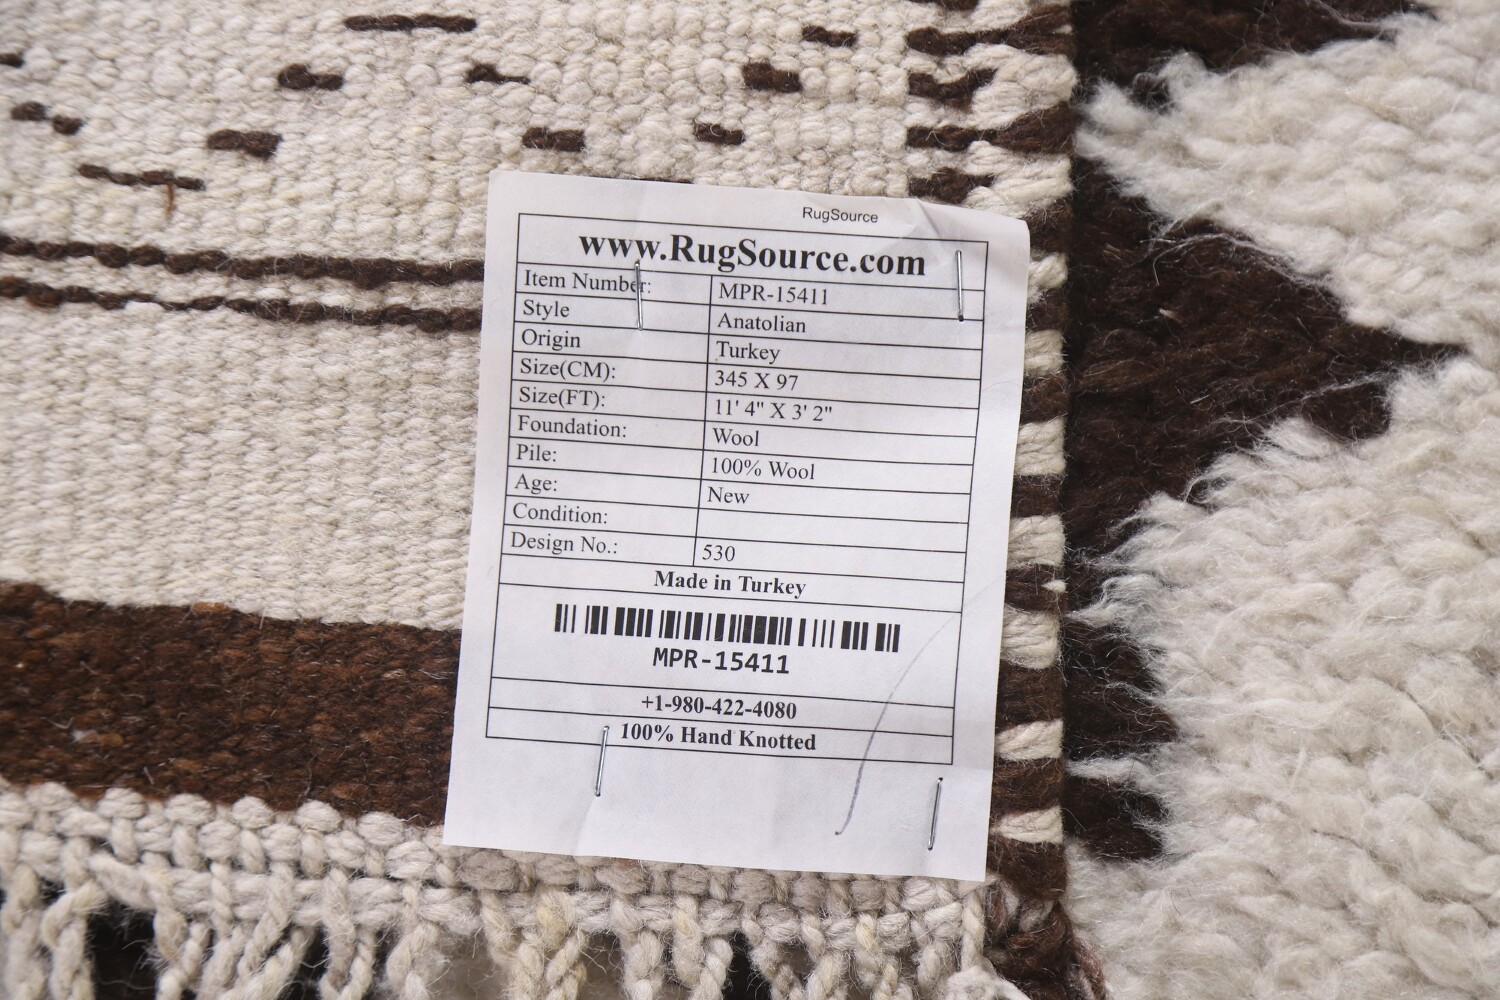 RugSource
www.RugSource.com
Item Number: MPR-15411
Style Anatolian
Origin Turkey
Size(CM): 345 X 97
Size(FT): 11' 4" X 3' 2"
Foundation: Wool
Pile: 100% Wool
Age: New
Condition:
Design No.: 530
Made in Turkey
MPR-15411
+1-980-422-4080
100% Hand Knotted